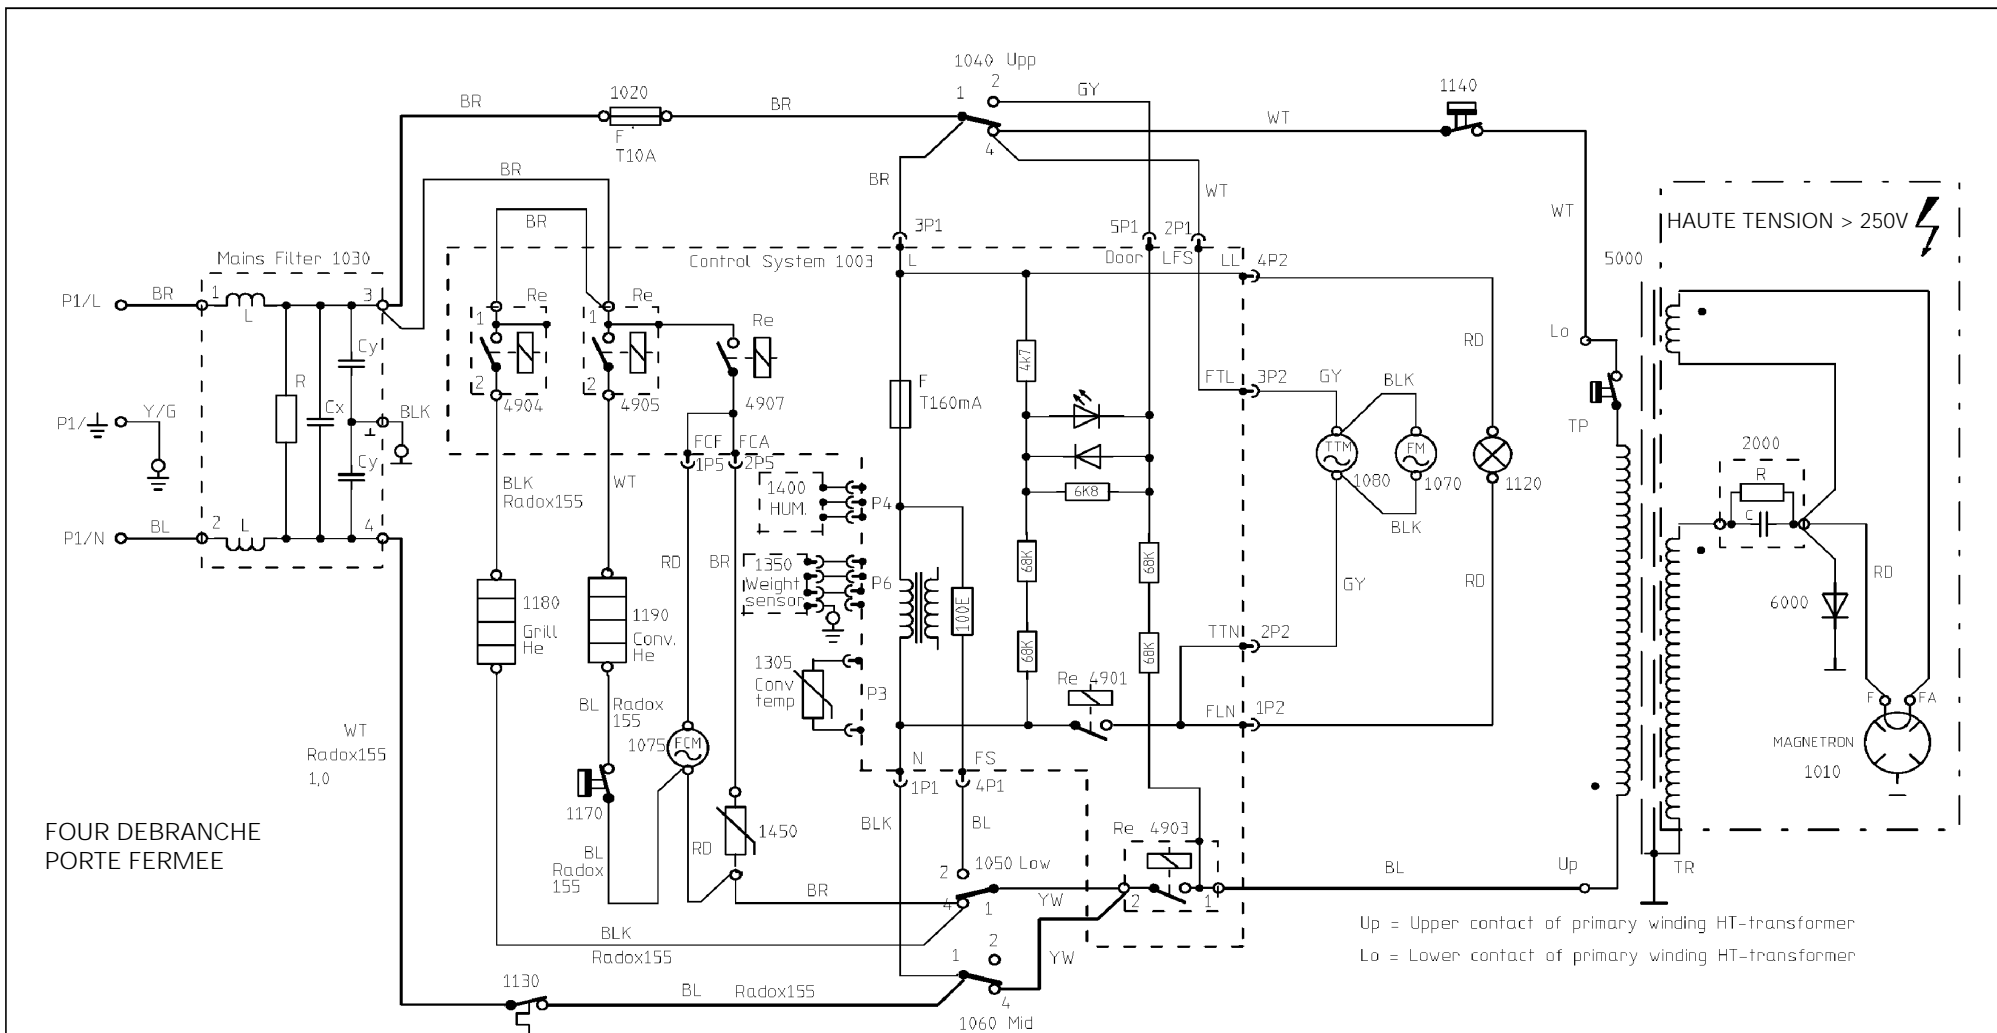 1040 Upp
2
1
GY
4
BR
1020
BR
F
T10A
WT
1140
BR
BR
BR
WT
WT
3P1
5P1
2P1
HAUTE TENSION > 250V
Mains Filter 1030
Control System 1003
L
Door
LFS
LL
4P2
5000
P1/L
BR
1
L
3
Re
1
Re
1
Re
Cy
R
Cx
4k7
F
T160mA
RD
Lo
FTL
3P2
GY
BLK
2
4904
2
4905
4907
P1/
Y/G
BLK
TP
FCF
FCA
1P5
2P5
TTM
1080
FM
1070
1120
2000
R
C
Cy
BLK
Radox155
WT
1400
HUM.
P4
6K8
BLK
P1/N
BL
2
L
4
RD
BR
1350
Weight
sensor
P6
100E
68K
68K
GY
RD
RD
6000
1180
Grill
He
1190
Conv.
He
68K
68K
TTN
2P2
1305
Conv
temp
P3
Re 4901
FLN
1P2
F
FA
BL
Radox
155
WT
Radox155
1,0
1075
FCM
MAGNETRON
1010
N
FS
1P1
4P1
1170
BLK
BL
1450
Re 4903
FOUR DEBRANCHE
PORTE FERMEE
BL
Radox
155
RD
2
1050 Low
BR
4
1
YW
2
1
BL
Up
TR
BLK
Radox155
Up = Upper contact of primary winding HT-transformer
Lo = Lower contact of primary winding HT-transformer
1
2
YW
1130
BL
Radox155
4
1060 Mid